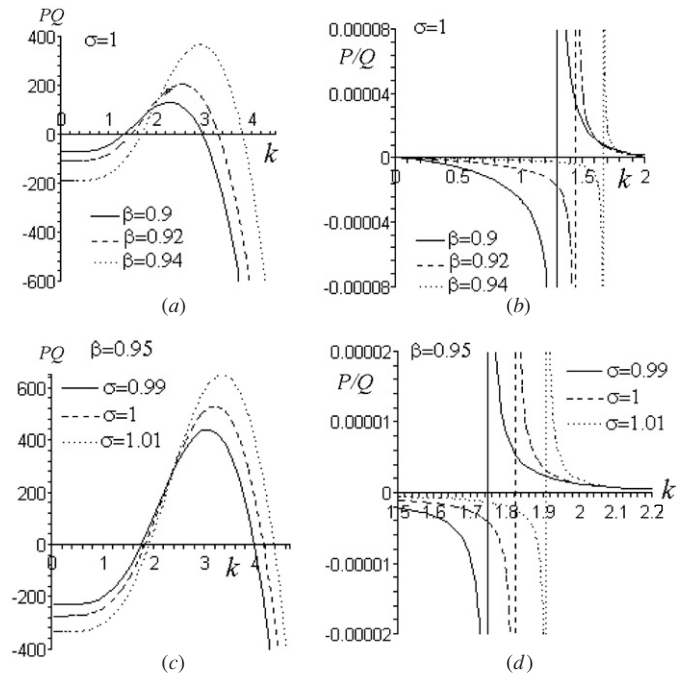 PQ
400
200
0
-200
-400
-600
σ=1
0 1 2 3 4
k
β=0.9
β=0.92
β=0.94
(a)
0.00008
P/Q
0.00004
0
-0.00004
-0.00008
σ=1
0 0.5 1 1.5 2
k
β=0.9
β=0.92
β=0.94
(b)
PQ
β=0.95
600
400
200
0
-200
-400
σ=0.99
σ=1
σ=1.01
0 1 2 3 4
k
(c)
0.00002
P/Q
0.00001
0
-0.00001
-0.00002
β=0.95
σ=0.99
σ=1
σ=1.01
1.5 1.6 1.7 1.8 1.9 2 2.1 2.2
k
(d)